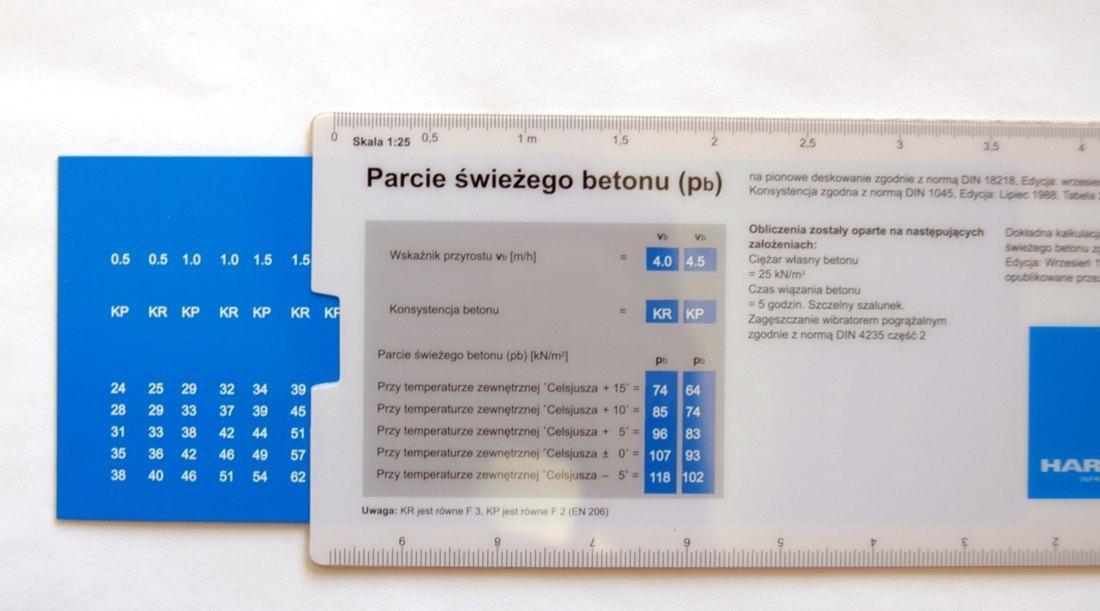 0 0,5 1 m 1,5 2 2,5 3 3,5 4
Skala 1:25
Parcie świeżego betonu (pb)
na pionowe deskowanie zgodnie z normą DIN 18218, Edycja:
Konsystencja zgodna z normą DIN 1045, Edycja: Lipiec 1988, Tabela
0.5 0.5 1.0 1.0 1.5 1.5
KP KR KP KR KP KR KP
24 25 29 32 34 39
28 29 33 37 39 45
31 33 38 42 44 51
35 36 42 46 49 57
38 40 46 51 54 62
vb vb
Wskaźnik przyrostu vb [m/h] = 4.0 4.5
Konsystencja betonu = KR KP
Parcie świeżego betonu (pb) [kN/m²] pb pb
Przy temperaturze zewnętrznej °Celsjusza + 15° = 74 64
Przy temperaturze zewnętrznej °Celsjusza + 10° = 85 74
Przy temperaturze zewnętrznej °Celsjusza + 5° = 96 83
Przy temperaturze zewnętrznej °Celsjusza ± 0° = 107 93
Przy temperaturze zewnętrznej °Celsjusza – 5° = 118 102
Uwaga: KR jest równe F 3, KP jest równe F 2 (EN 206)
Obliczenia zostały oparte na następujących
założeniach:
Ciężar własny betonu
= 25 kN/m³
Czas wiązania betonu
= 5 godzin. Szczelny szalunek.
Zagęszczanie wibratorem pogrążalnym
zgodnie z normą DIN 4235 część 2
Dokładna
świeżego betonu
Edycja: Wrzesień
opublikowane
HAR
9 8 7 6 5 4 3 2